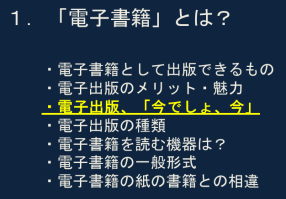 1．「電子書籍」とは？
・電子書籍として出版できるもの
・電子出版のメリット・魅力
・電子出版、「今でしょ、今」
・電子出版の種類
・電子書籍を読む機器は？
・電子書籍の一般形式
・電子書籍の紙の書籍との相違